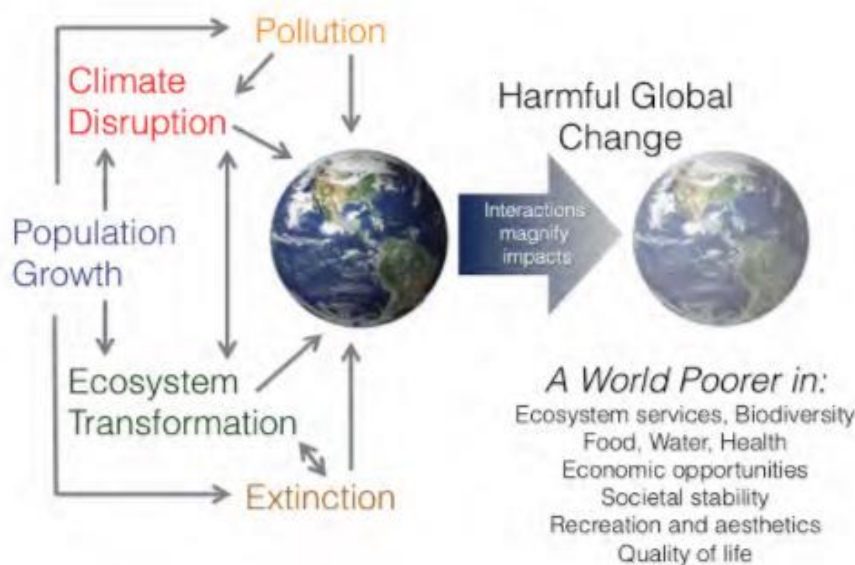 Pollution
Climate
Disruption
Population
Growth
Ecosystem
Transformation
Extinction
Harmful Global
Change
Interactions
magnify
impacts
A World Poorer in:
Ecosystem services, Biodiversity
Food, Water, Health
Economic opportunities
Societal stability
Recreation and aesthetics
Quality of life